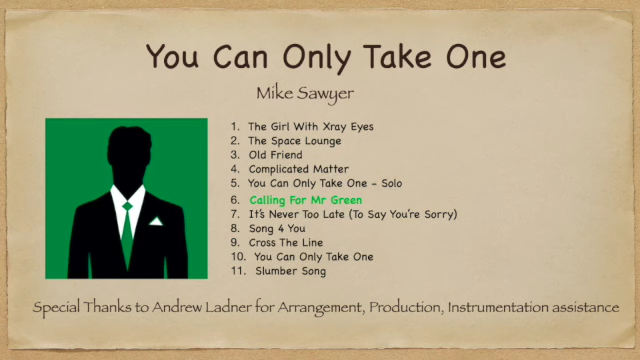 You Can Only Take One
Mike Sawyer
1. The Girl With Xray Eyes
2. The Space Lounge
3. Old Friend
4. Complicated Matter
5. You Can Only Take One - Solo
6. Calling For Mr Green
7. It's Never Too Late (To Say You're Sorry)
8. Song 4 You
9. Cross The Line
10. You Can Only Take One
11. Slumber Song
Special Thanks to Andrew Ladner for Arrangement, Production, Instrumentation assistance